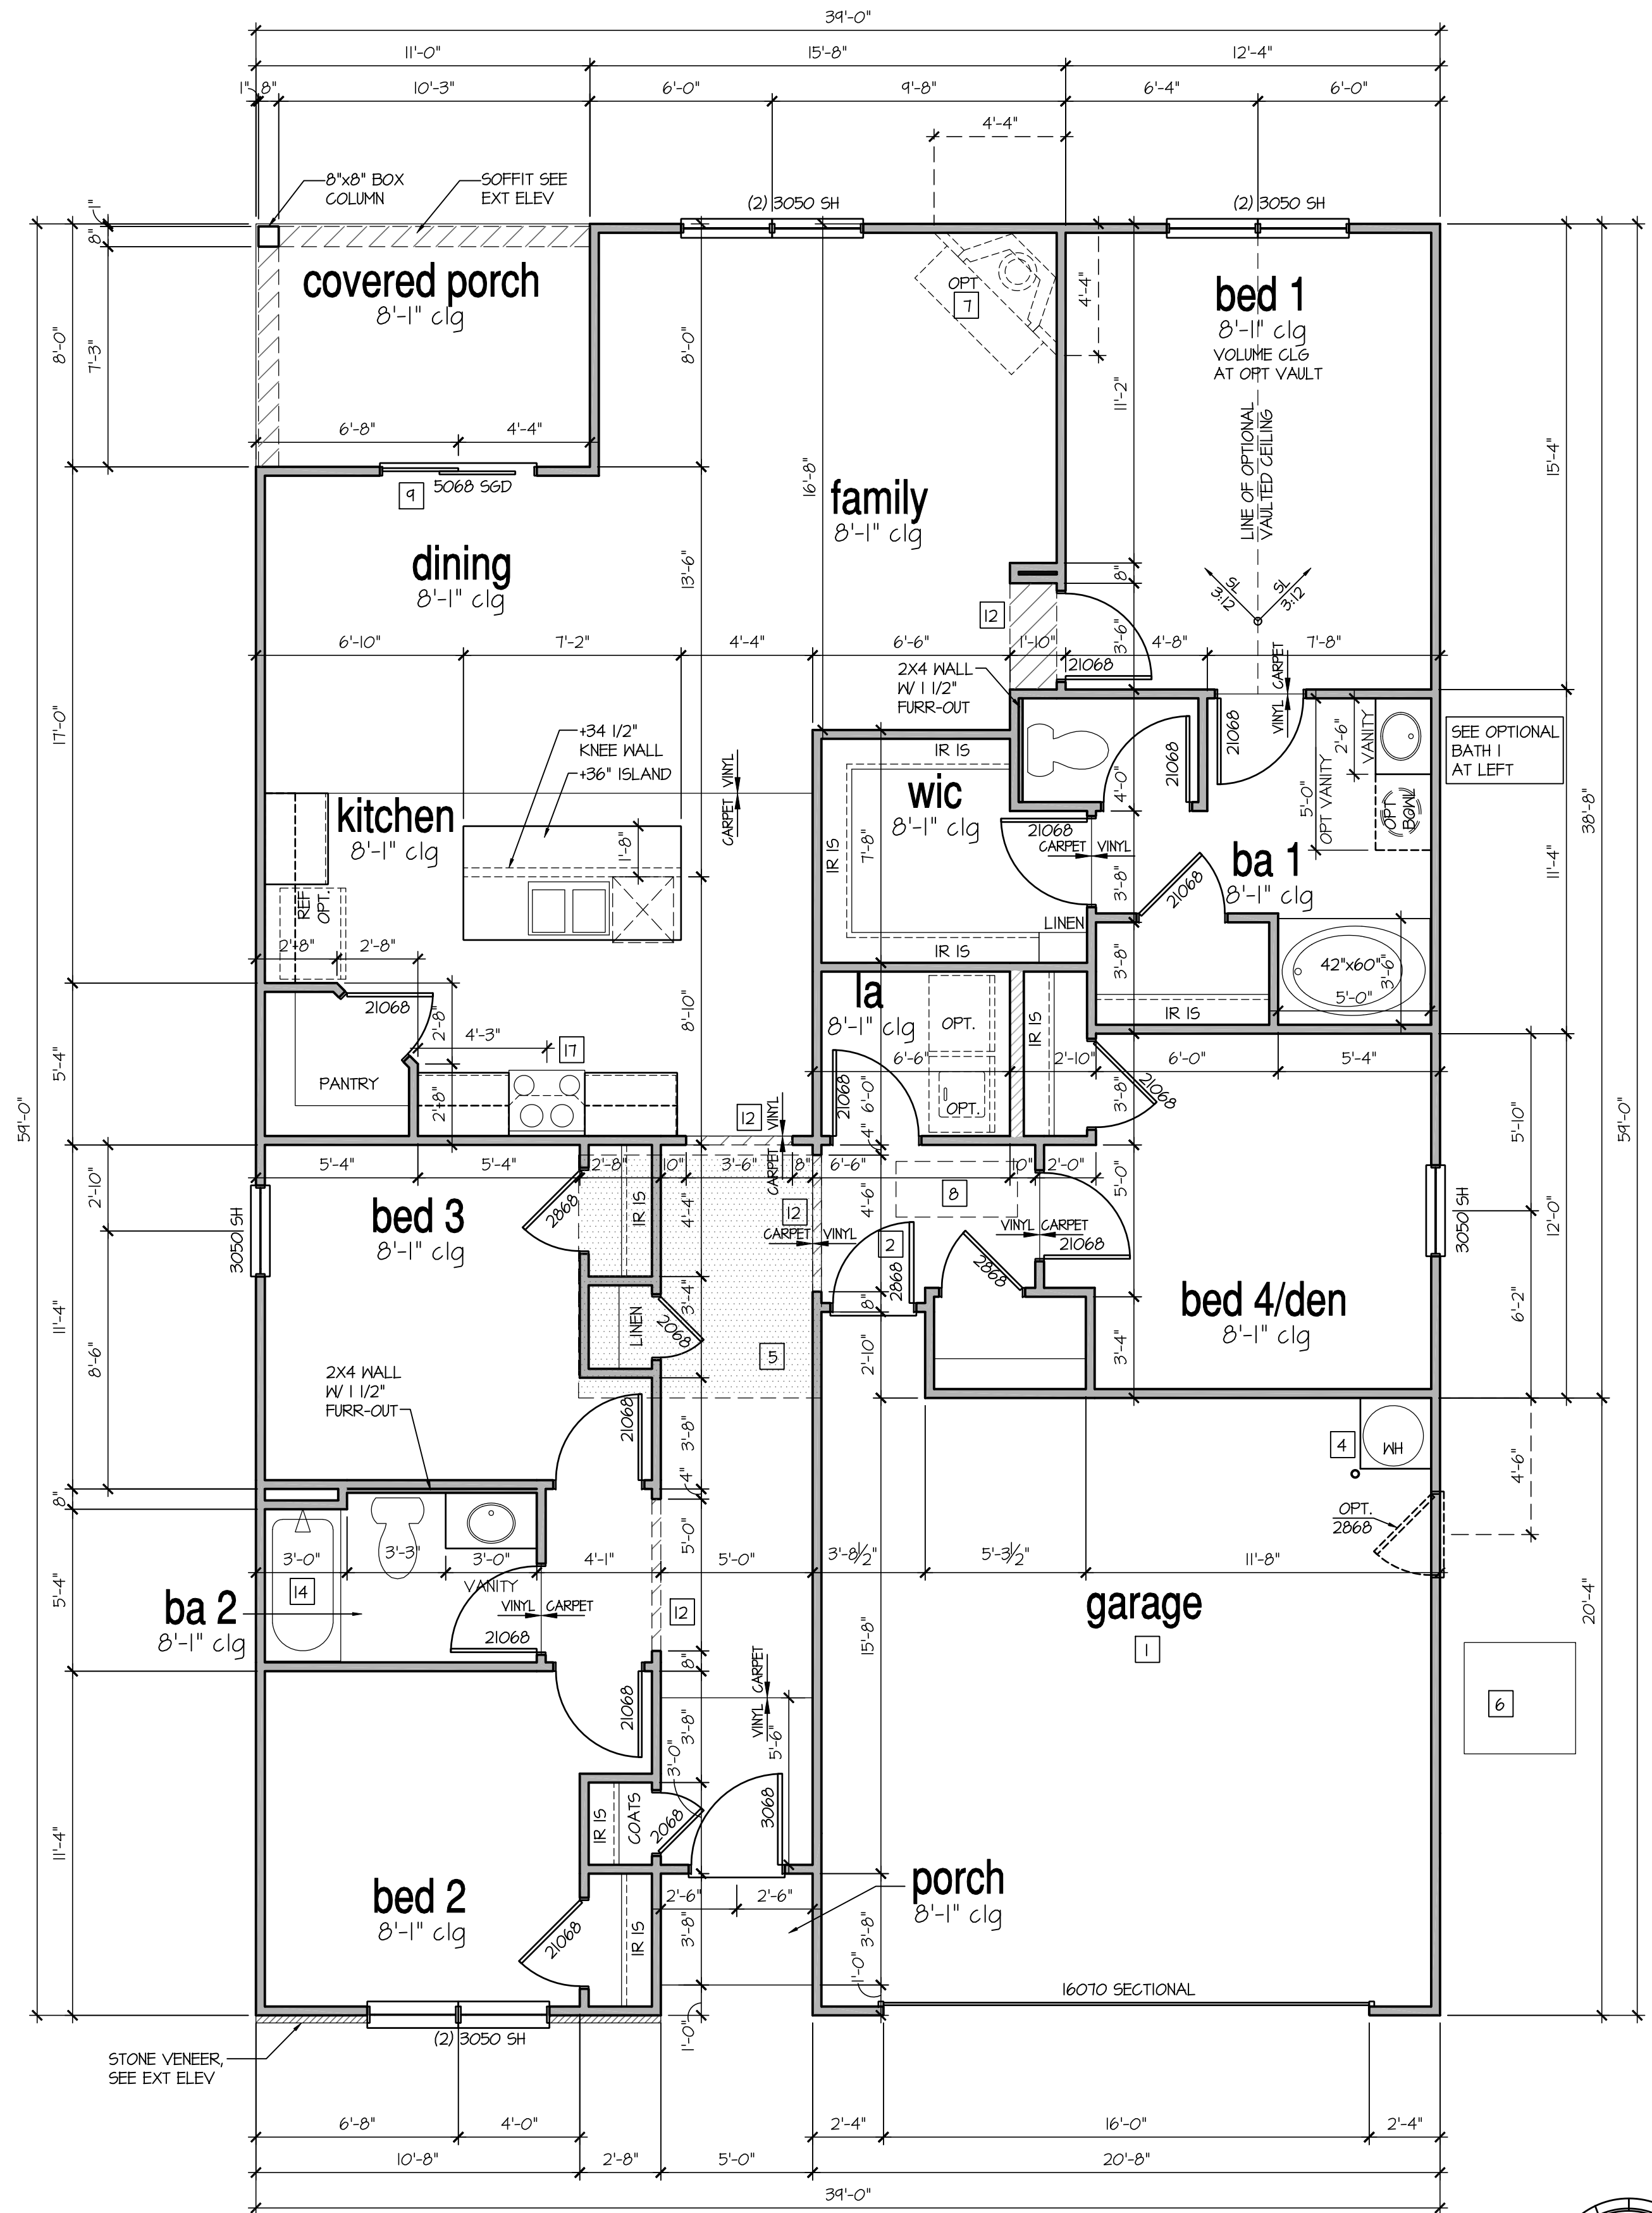 39'-0"
11'-0" 15'-8" 12'-4"
1" 8" 10'-3" 6'-0" 9'-8" 6'-4" 6'-0"
4'-4"
8"x8" BOX
COLUMN
SOFFIT SEE
EXT ELEV
(2) 3050 SH
(2) 3050 SH
1"
8"
covered porch
8'-1" clg
OPT
7
4'-4"
bed 1
8'-1" clg
VOLUME CLG
AT OPT VAULT
8'-0"
7'-3"
8'-0"
11'-2"
6'-8" 4'-4"
LINE OF OPTIONAL
VAULTED CEILING
15'-4"
9
5068 SGD
16'-8"
family
8'-1" clg
dining
8'-1" clg
13'-6"
8"
SL
3:12
SL
3:12
12
3'-6"
6'-10" 7'-2" 4'-4" 6'-6" 1'-10" 4'-8" 7'-8"
21068
2X4 WALL
W/ 1 1/2"
FURR-OUT
VINYL CARPET
17'-0"
+34 1/2"
KNEE WALL
+36" ISLAND
CARPET VINYL
IR IS
21068
21068
2'-6"
VANITY
SEE OPTIONAL
BATH 1
AT LEFT
kitchen
8'-1" clg
1'-8"
wic
8'-1" clg
4'-0"
5'-0"
OPT VANITY
OPT
BOWL
38'-8"
21068
CARPET VINYL
IR IS
7'-8"
3'-8"
ba 1
8'-1" clg
21068
11'-4"
REF
OPT.
LINEN
IR IS
2'-8" 2'-8"
3'-8"
42"x60"
3'-6"
5'-0"
IR IS
la
8'-1" clg
OPT.
IR IS
21068
2'-8"
8'-10"
4'-3"
17
5'-4"
PANTRY
2'-8"
6'-6" 2'-10" 6'-0" 5'-4"
21068
6'-0"
OPT.
3'-8"
21068
59'-0"
59'-0"
12
CARPET VINYL
4"
5'-10"
5'-4" 5'-4" 2'-8" 10" 3'-6" 8" 6'-6" 10" 2'-0"
2'-10"
3050 SH
bed 3
8'-1" clg
2868
IR IS
4'-4"
12
CARPET VINYL
4'-6"
8
2
2868
VINYL CARPET
21068
5'-0"
3050 SH
12'-0"
2868
8"
bed 4/den
8'-1" clg
6'-2"
11'-4"
8'-6"
LINEN
2068
3'-4"
5
2'-10"
3'-4"
2X4 WALL
W/ 1 1/2"
FURR-OUT
21068
3'-8"
4"
4
WH
4'-6"
OPT.
2868
8"
5'-0"
3'-0" 3'-3" 3'-0" 4'-1" 5'-0" 3'-8 1/2" 5'-3 1/2" 11'-8"
14
VANITY
VINYL CARPET
21068
5'-4"
ba 2
8'-1" clg
12
garage
1
15'-8"
20'-4"
8"
VINYL CARPET
21068
3'-8"
5'-6"
6
3'-0"
IR IS
COATS
2068
3068
11'-4"
bed 2
8'-1" clg
21068
IR IS
2'-6" 2'-6"
3'-8"
porch
8'-1" clg
3'-8"
1'-0"
16070 SECTIONAL
(2) 3050 SH
1'-0"
STONE VENEER,
SEE EXT ELEV
6'-8" 4'-0" 2'-4" 16'-0" 2'-4"
10'-8" 2'-8" 5'-0" 20'-8"
39'-0"